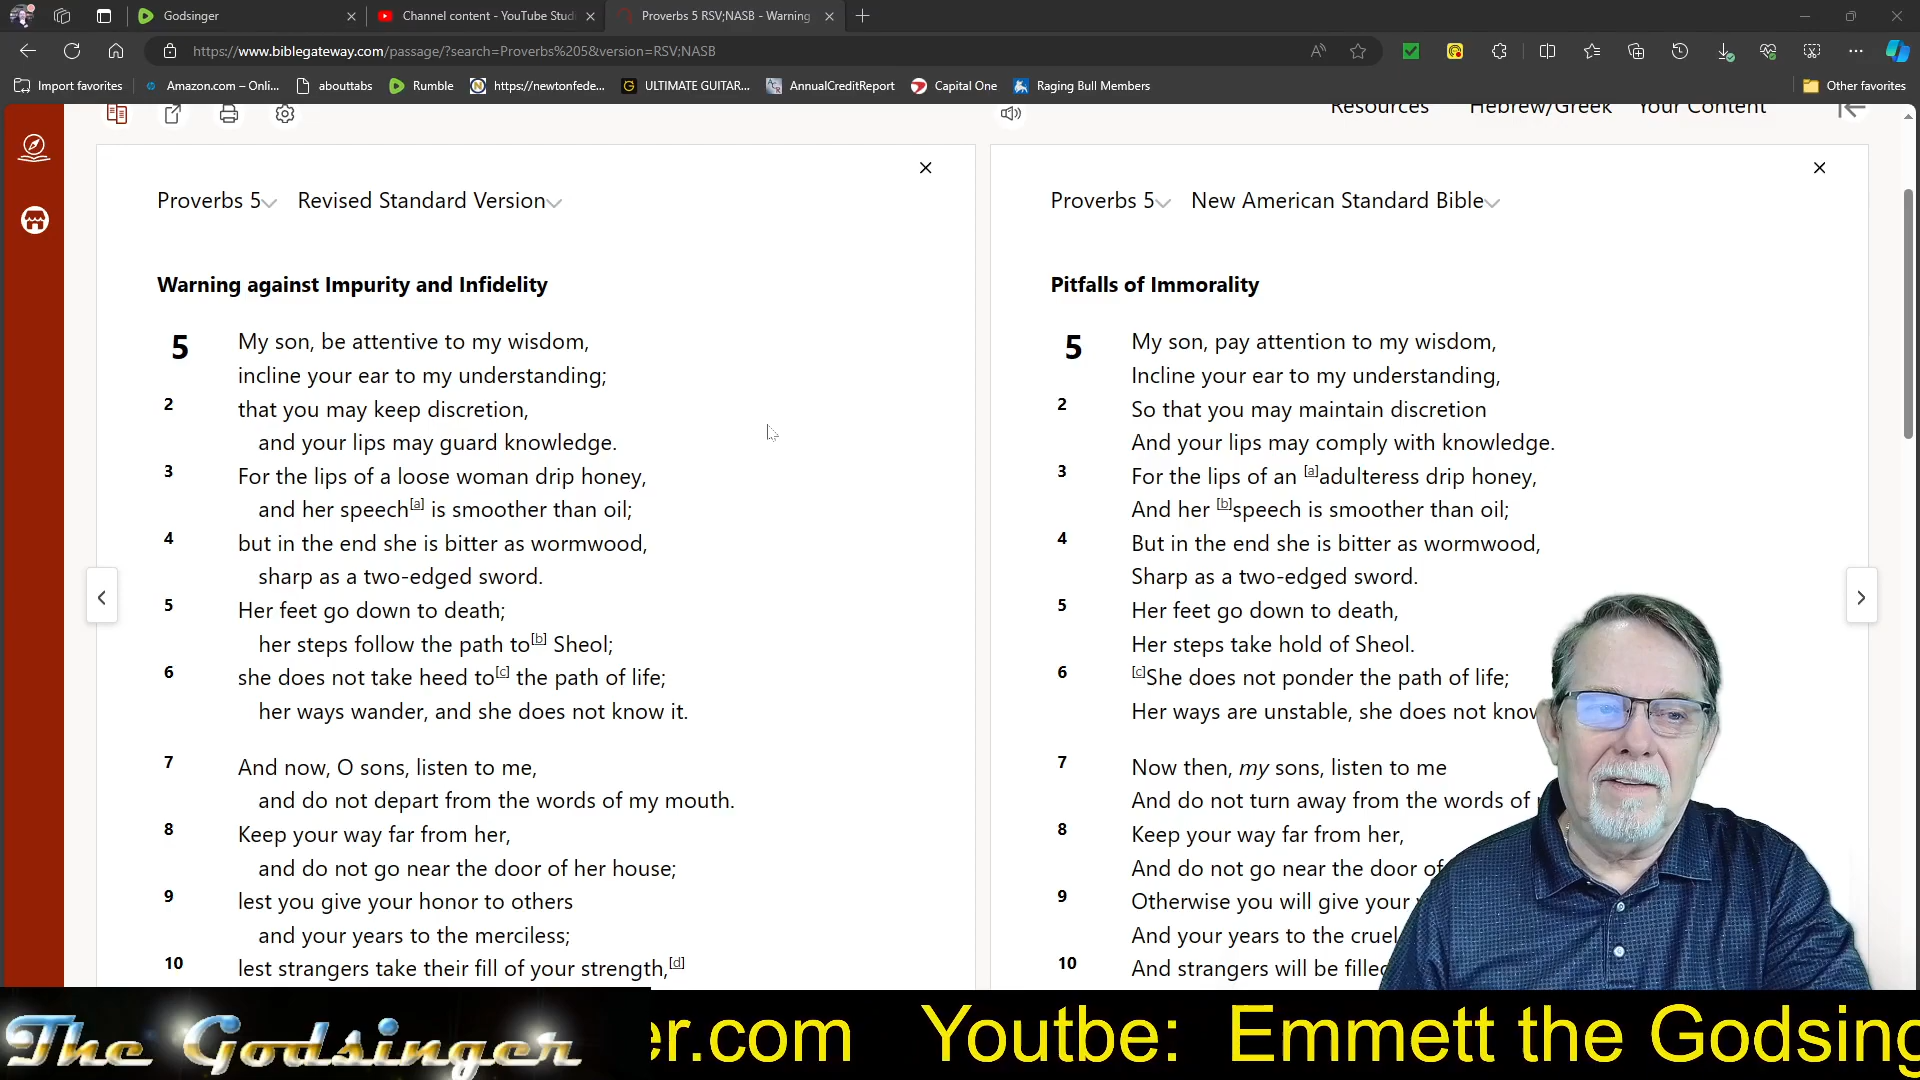 Godsinger
Channel content - YouTube Stud
Proverbs 5 RSV;NASB - Warning
https://www.biblegateway.com/passage/?search=Proverbs%205&version=RSV;NASB
Import favorites
Amazon.com – Onli...
abouttabs
Rumble
https://newtonfede...
ULTIMATE GUITAR...
AnnualCreditReport
Capital One
Raging Bull Members
Other favorites
Resources
Hebrew/Greek
Your Content
Proverbs 5 Revised Standard Version
Warning against Impurity and Infidelity
5 My son, be attentive to my wisdom,
incline your ear to my understanding;
2 that you may keep discretion,
and your lips may guard knowledge.
3 For the lips of a loose woman drip honey,
and her speech[a] is smoother than oil;
4 but in the end she is bitter as wormwood,
sharp as a two-edged sword.
5 Her feet go down to death;
her steps follow the path to[b] Sheol;
6 she does not take heed to[c] the path of life;
her ways wander, and she does not know it.
7 And now, O sons, listen to me,
and do not depart from the words of my mouth.
8 Keep your way far from her,
and do not go near the door of her house;
9 lest you give your honor to others
and your years to the merciless;
10 lest strangers take their fill of your strength,[d]
Proverbs 5 New American Standard Bible
Pitfalls of Immorality
5 My son, pay attention to my wisdom,
Incline your ear to my understanding,
2 So that you may maintain discretion
And your lips may comply with knowledge.
3 For the lips of an [a]adulteress drip honey,
And her [b]speech is smoother than oil;
4 But in the end she is bitter as wormwood,
Sharp as a two-edged sword.
5 Her feet go down to death,
Her steps take hold of Sheol.
6 [c]She does not ponder the path of life;
Her ways are unstable, she does not know
7 Now then, my sons, listen to me
And do not turn away from the words of
8 Keep your way far from her,
And do not go near the door of
9 Otherwise you will give your
And your years to the cruel
10 And strangers will be filled
The Godsinger
er.com Youtbe: Emmett the Godsing